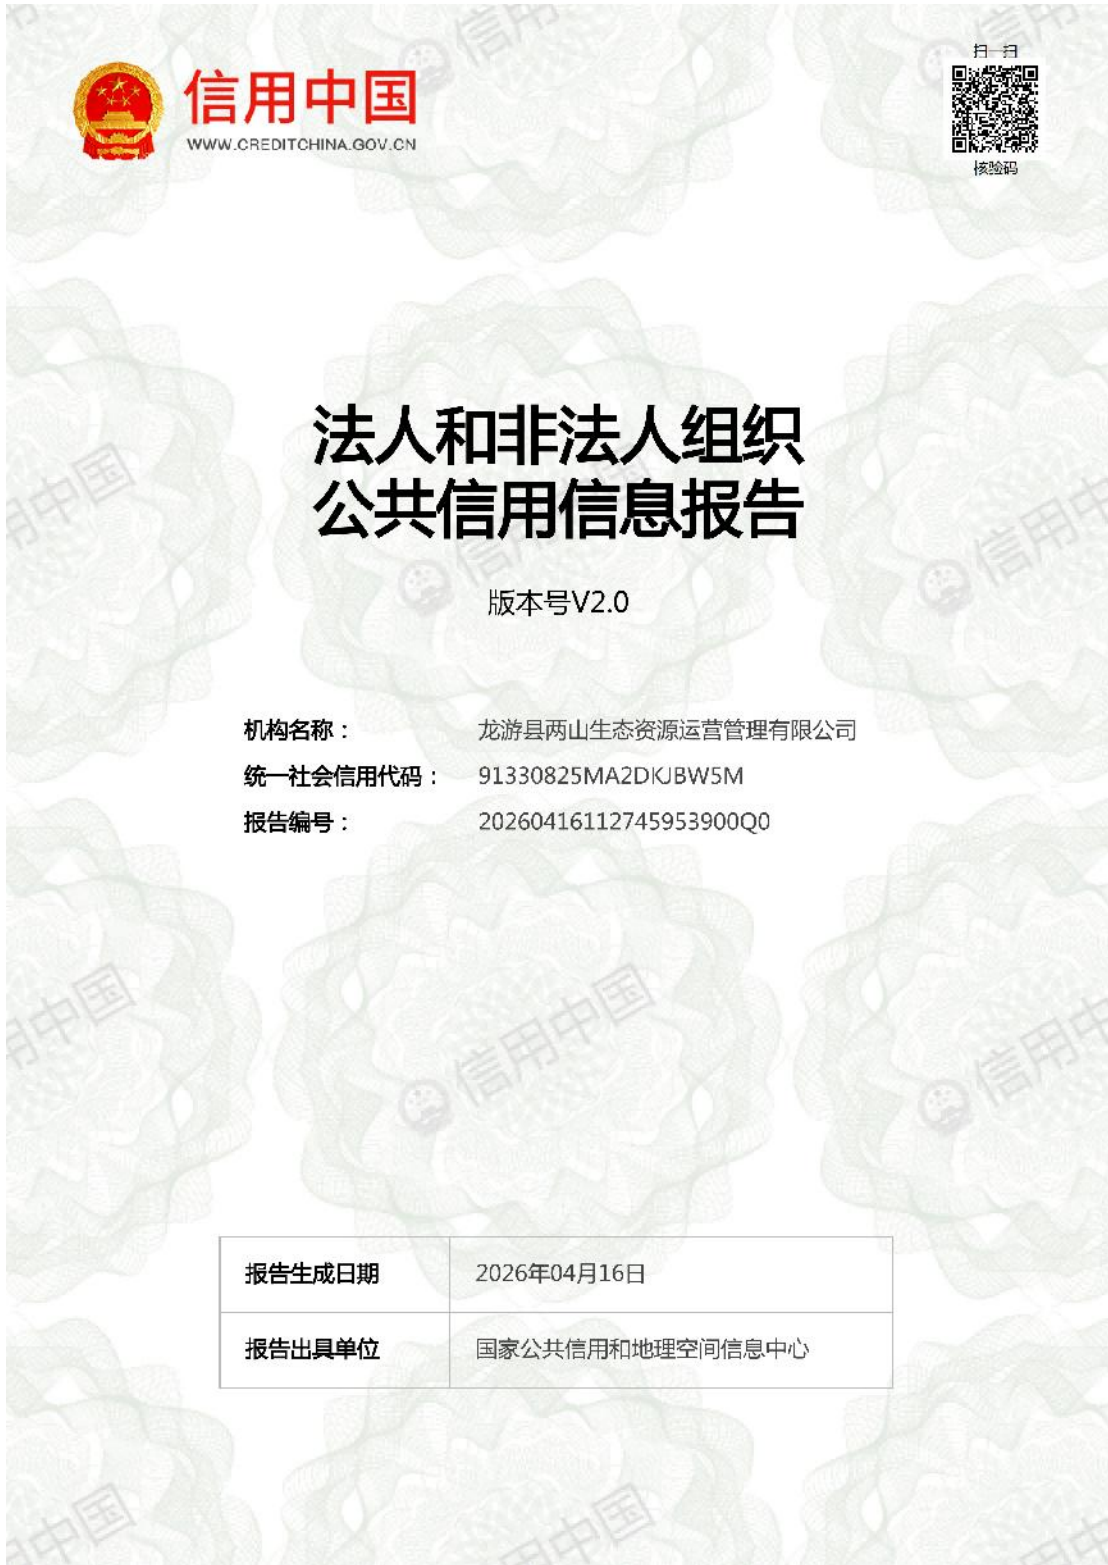 信用中国
WWW.CREDITCHINA.GOV.CN
扫一扫
核验码
法人和非法人组织
公共信用信息报告
版本号V2.0
机构名称： 龙游县两山生态资源运营管理有限公司
统一社会信用代码： 91330825MA2DKJBW5M
报告编号： 20260416112745953900Q0
报告生成日期 2026年04月16日
报告出具单位 国家公共信用和地理空间信息中心